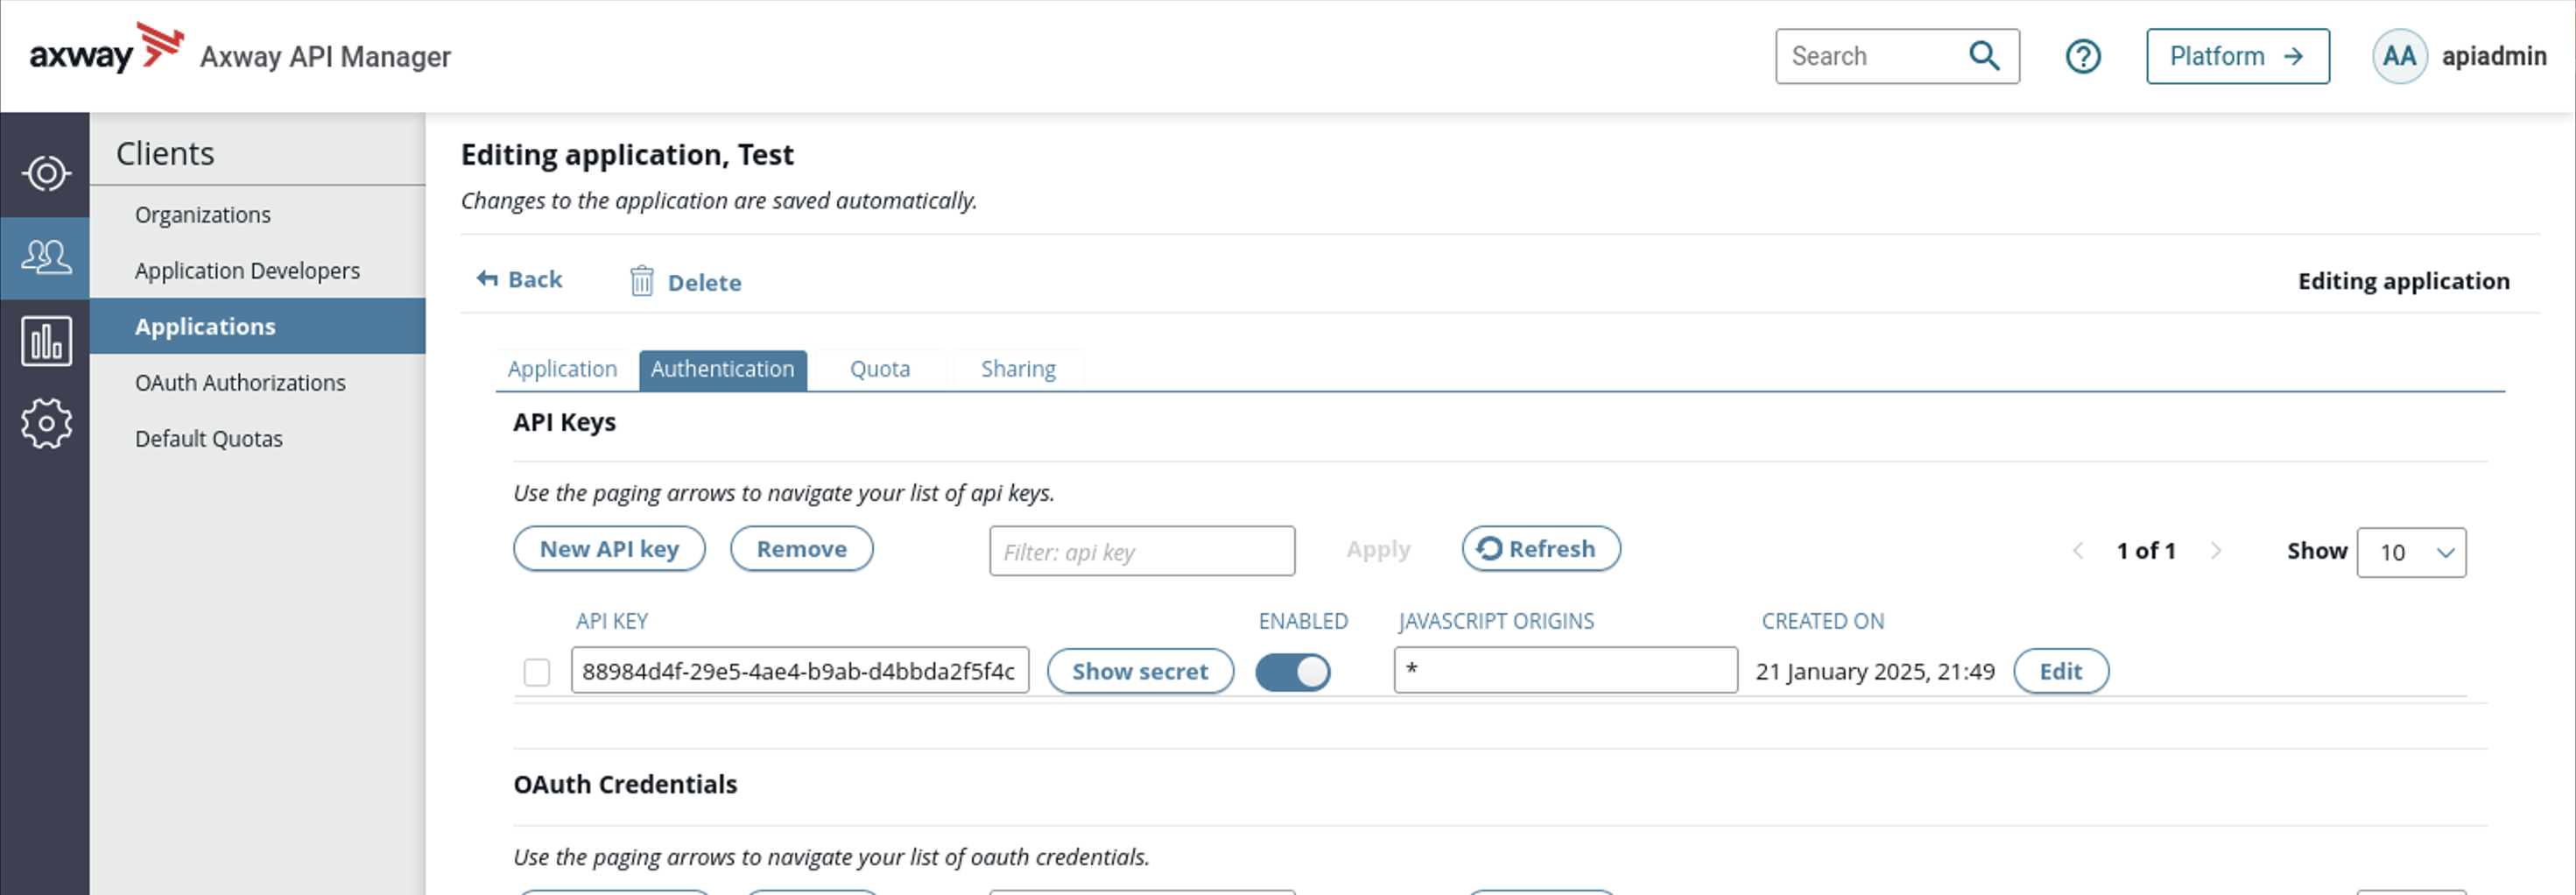 axway Axway API Manager Search Platform AA apiadmin
Clients
Organizations
Application Developers
Applications
OAuth Authorizations
Default Quotas
Editing application, Test
Changes to the application are saved automatically.
Back Delete Editing application
Application Authentication Quota Sharing
API Keys
Use the paging arrows to navigate your list of api keys.
New API key Remove Filter: api key Apply Refresh 1 of 1 Show 10
API KEY ENABLED JAVASCRIPT ORIGINS CREATED ON
88984d4f-29e5-4ae4-b9ab-d4bbda2f5f4c Show secret * 21 January 2025, 21:49 Edit
OAuth Credentials
Use the paging arrows to navigate your list of oauth credentials.